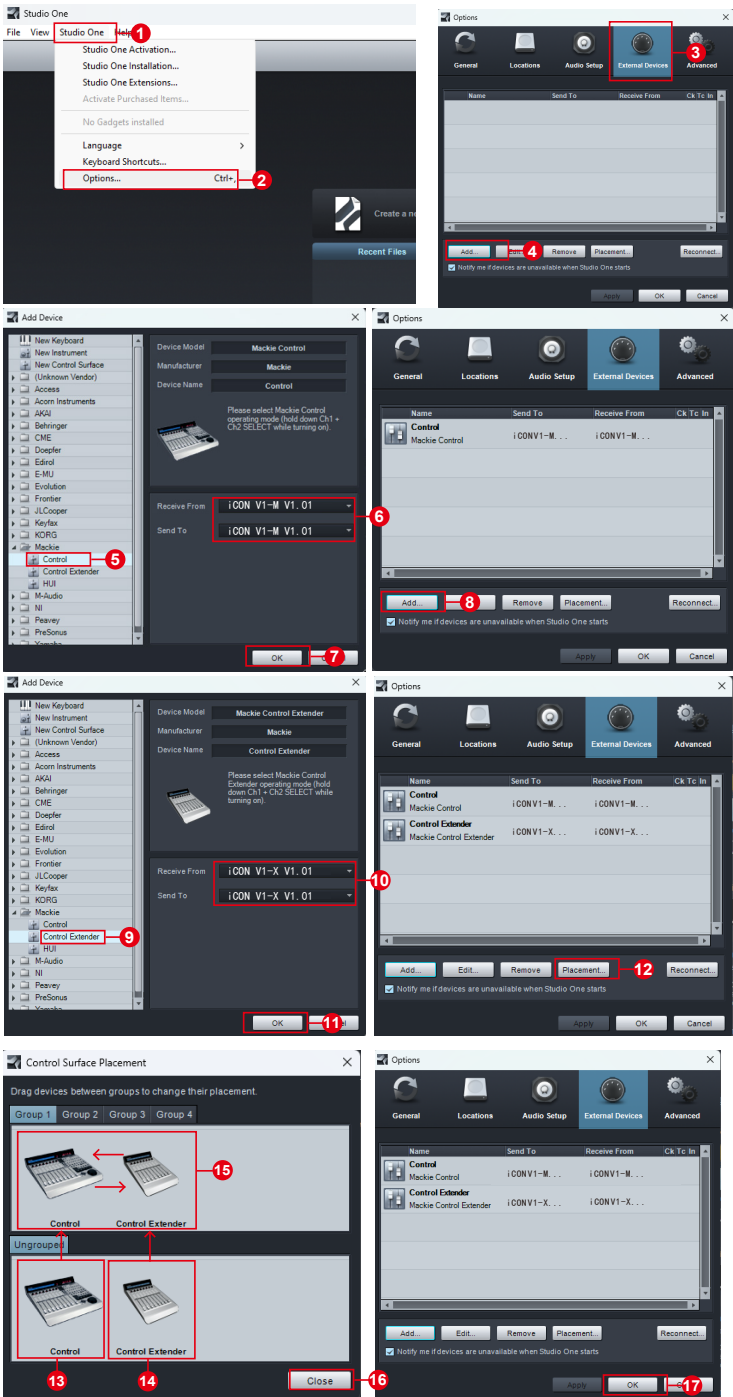 Studio One
File View Studio One Help
1
Studio One Activation...
Studio One Installation...
Studio One Extensions...
Activate Purchased Items...
No Gadgets installed
Language
Keyboard Shortcuts...
Options... Ctrl+,
2
Create a ne
Recent Files
Options
General Locations Audio Setup External Devices Advanced
3
Name Send To Receive From Ck Tc In
Add... Edit... Remove Placement... Reconnect...
4
Notify me if devices are unavailable when Studio One starts
Apply OK Cancel
Add Device
New Keyboard
New Instrument
New Control Surface
(Unknown Vendor)
Access
Acorn Instruments
AKAI
Behringer
CME
Doepfer
Edirol
E-MU
Evolution
Frontier
JLCooper
Keyfax
KORG
Mackie
Control
5
Control Extender
HUI
M-Audio
NI
Peavey
PreSonus
Yamaha
Device Model Mackie Control
Manufacturer Mackie
Device Name Control
Please select Mackie Control
operating mode (hold down Ch1 +
Ch2 SELECT while turning on).
Receive From iCON V1-M V1.01
6
Send To iCON V1-M V1.01
OK
7
Options
General Locations Audio Setup External Devices Advanced
Name Send To Receive From Ck Tc In
Control
Mackie Control iCONV1-M... iCONV1-M...
Add... Remove Placement... Reconnect...
8
Notify me if devices are unavailable when Studio One starts
Apply OK Cancel
Add Device
New Keyboard
New Instrument
New Control Surface
(Unknown Vendor)
Access
Acorn Instruments
AKAI
Behringer
CME
Doepfer
Edirol
E-MU
Evolution
Frontier
JLCooper
Keyfax
KORG
Mackie
Control
Control Extender
9
HUI
M-Audio
NI
Peavey
PreSonus
Yamaha
Device Model Mackie Control Extender
Manufacturer Mackie
Device Name Control Extender
Please select Mackie Control
Extender operating mode (hold
down Ch1 + Ch2 SELECT while
turning on).
Receive From iCON V1-X V1.01
10
Send To iCON V1-X V1.01
OK
11
Options
General Locations Audio Setup External Devices Advanced
Name Send To Receive From Ck Tc In
Control
Mackie Control iCONV1-M... iCONV1-M...
Control Extender
Mackie Control Extender iCONV1-X... iCONV1-X...
Add... Edit... Remove Placement... Reconnect...
12
Notify me if devices are unavailable when Studio One starts
Apply OK Cancel
Control Surface Placement
Drag devices between groups to change their placement.
Group 1 Group 2 Group 3 Group 4
15
Control Control Extender
Ungrouped
Control Control Extender
13 14
Close
16
Options
General Locations Audio Setup External Devices Advanced
Name Send To Receive From Ck Tc In
Control
Mackie Control iCONV1-M... iCONV1-M...
Control Extender
Mackie Control Extender iCONV1-X... iCONV1-X...
Add... Edit... Remove Placement... Reconnect...
Notify me if devices are unavailable when Studio One starts
Apply OK
17